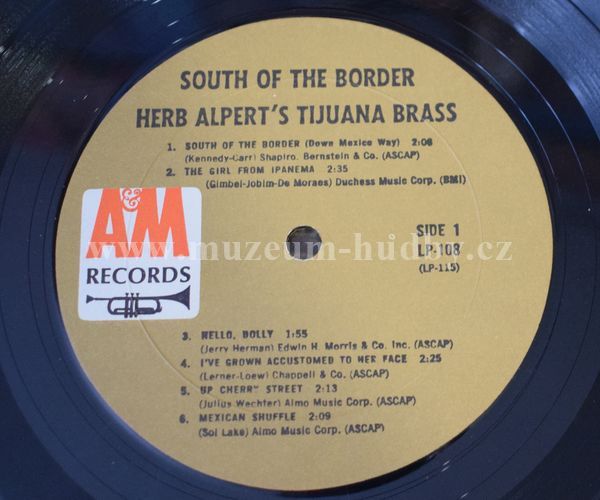 SOUTH OF THE BORDER
HERB ALPERT'S TIJUANA BRASS
1. SOUTH OF THE BORDER (Down Mexico Way) 2:08
(Kennedy-Carr) Shapiro, Bernstein & Co. (ASCAP)
2. THE GIRL FROM IPANEMA 2:35
(Gimbel-Jobim-De Moraes) Duchess Music Corp. (BMI)
A&M
RECORDS
SIDE 1
LP-108
(LP-115)
www.muzeum-hudby.cz
3. HELLO, DOLLY 1:55
(Jerry Herman) Edwin H. Morris & Co. Inc. (ASCAP)
4. I'VE GROWN ACCUSTOMED TO HER FACE 2:25
(Lerner-Loew) Chappell & Co. (ASCAP)
5. UP CHERRY STREET 2:13
(Julius Wechter) Almo Music Corp. (ASCAP)
6. MEXICAN SHUFFLE 2:09
(Sol Lake) Almo Music Corp. (ASCAP)